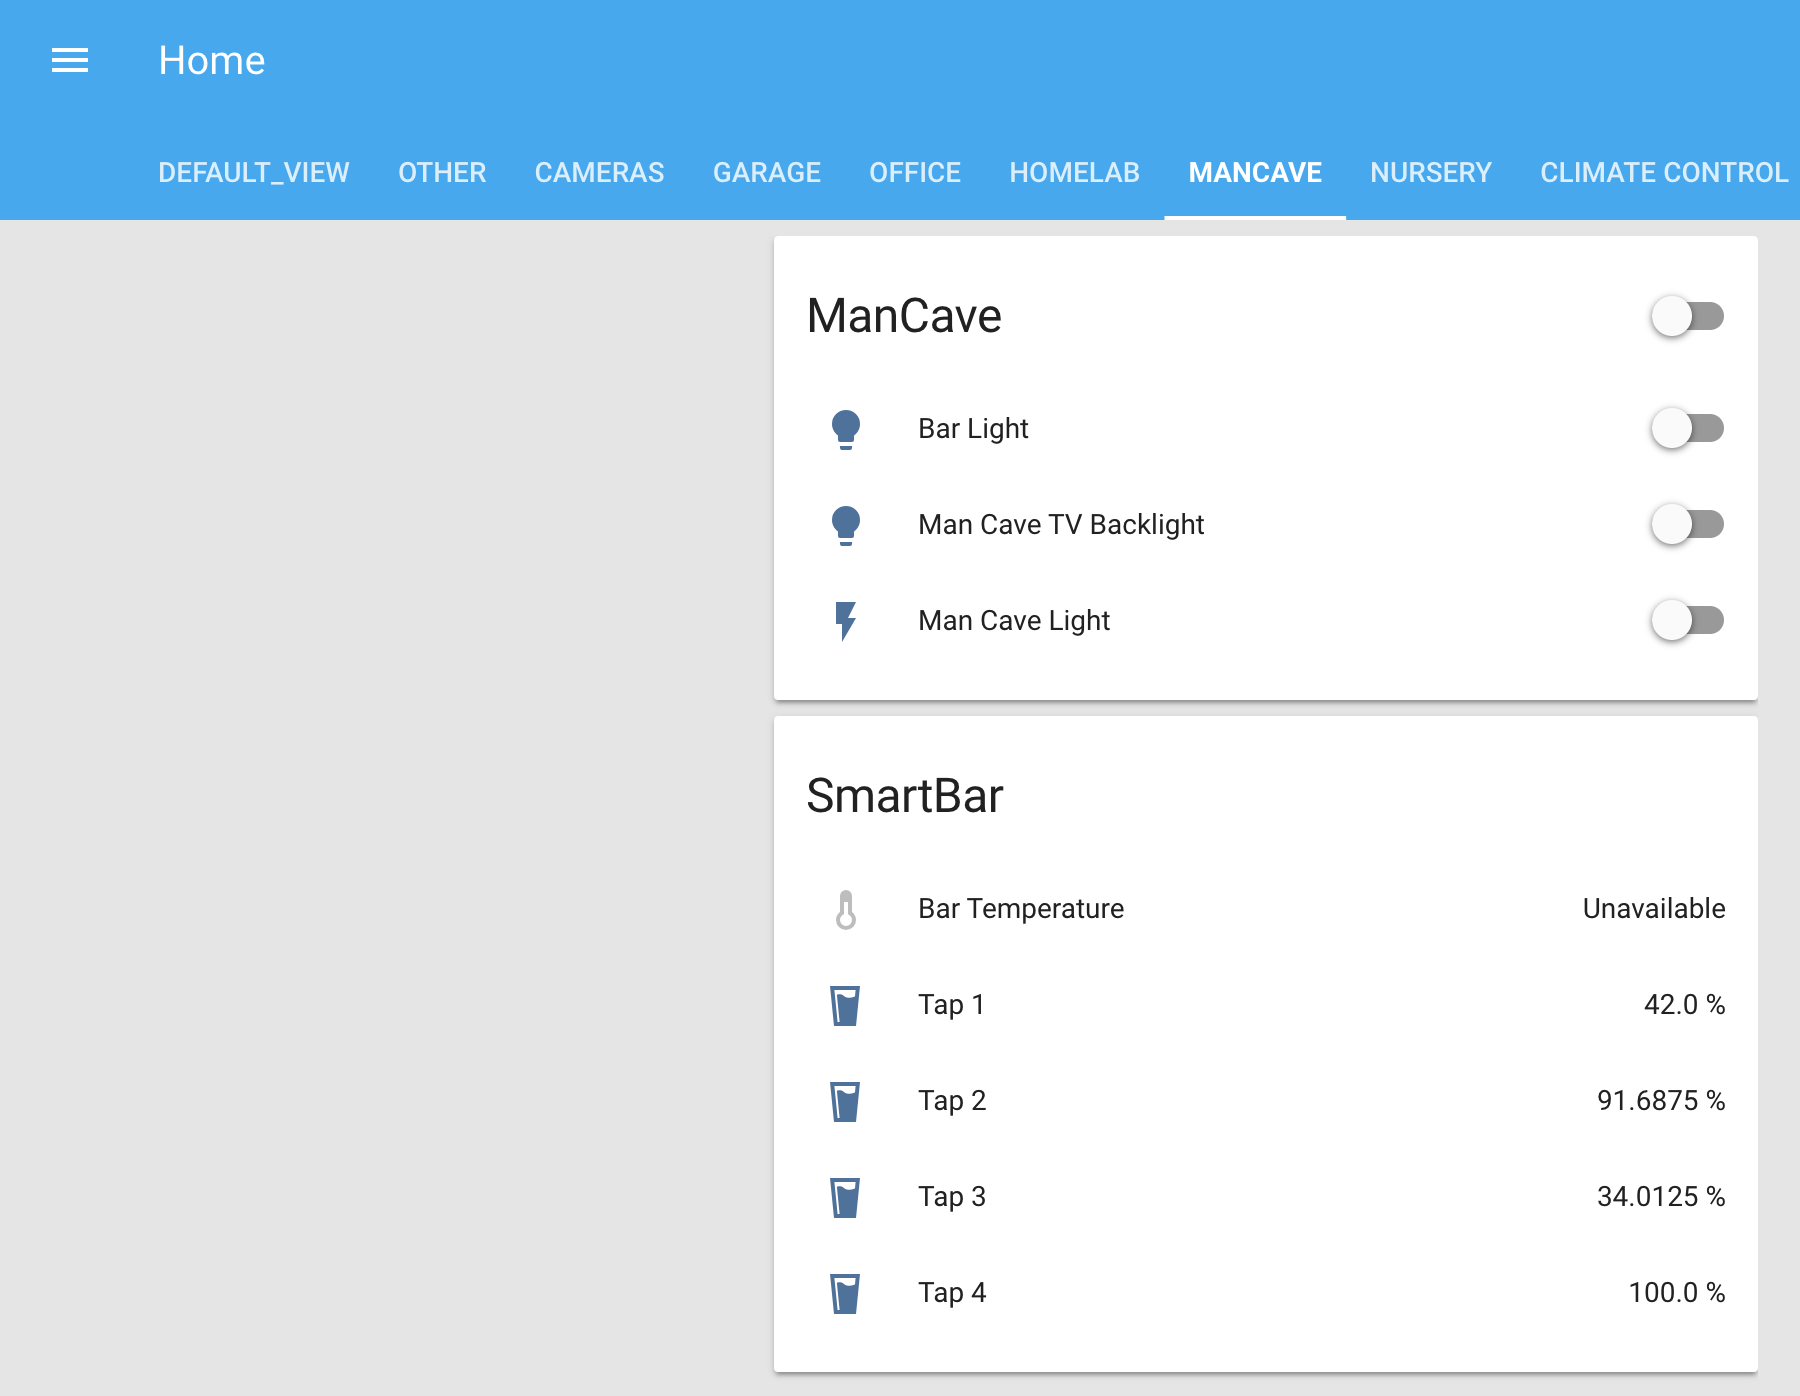 Home
DEFAULT_VIEW OTHER CAMERAS GARAGE OFFICE HOMELAB MANCAVE NURSERY CLIMATE CONTROL
ManCave
Bar Light
Man Cave TV Backlight
Man Cave Light
SmartBar
Bar Temperature Unavailable
Tap 1 42.0 %
Tap 2 91.6875 %
Tap 3 34.0125 %
Tap 4 100.0 %